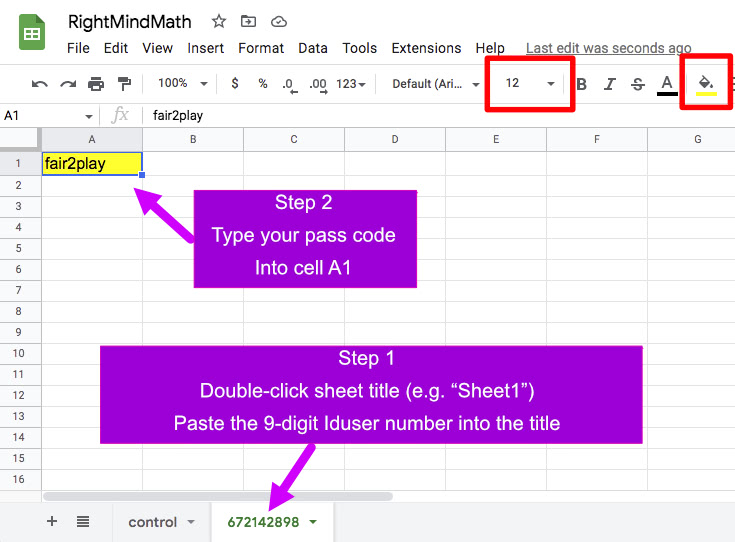 RightMindMath
File Edit View Insert Format Data Tools Extensions Help Last edit was seconds ago
100% $ % .0 .00 123 Default (Ari... 12 B I S A
A1 fx fair2play
A B C D E F G
1 fair2play
2
3
4
5
6
7
8
9
10
11
12
13
14
15
16
Step 2
Type your pass code
Into cell A1
Step 1
Double-click sheet title (e.g. “Sheet1”)
Paste the 9-digit Iduser number into the title
+ control 672142898